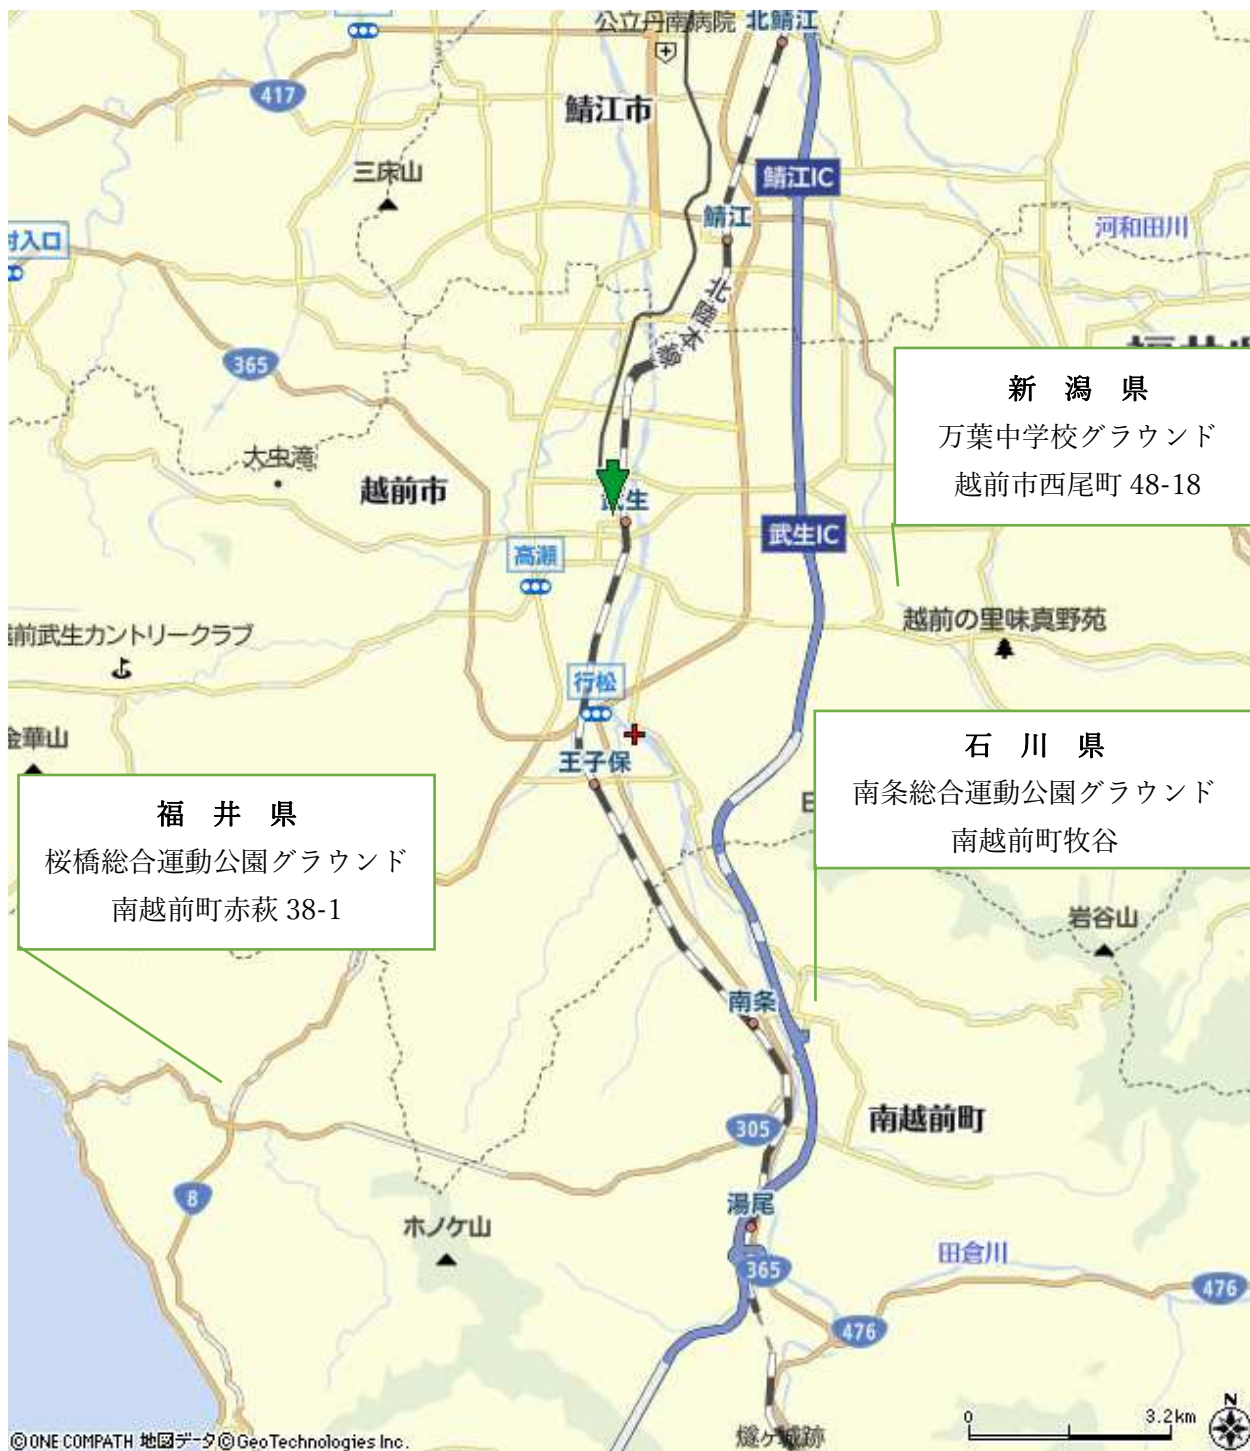 公立丹南病院
北鯖江
417
鯖江市
三床山
鯖江IC
鯖江
河和田川
村入口
北陸本線
365
新 潟 県
万葉中学校グラウンド
越前市西尾町 48-18
大虫滝
越前市
武生
武生IC
高瀬
越前の里味真野苑
越前武生カントリークラブ
行松
金華山
王子保
石 川 県
南条総合運動公園グラウンド
南越前町牧谷
福 井 県
桜橋総合運動公園グラウンド
南越前町赤萩 38-1
岩谷山
南条
305
南越前町
8
湯尾
ホノケ山
田倉川
365
476
476
0
3.2km
N
燧ヶ城跡
©ONE COMPATH 地図データ©GeoTechnologies Inc.